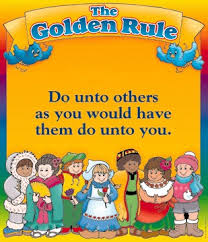 The
Golden Rule
Do unto others
as you would have
them do unto you.